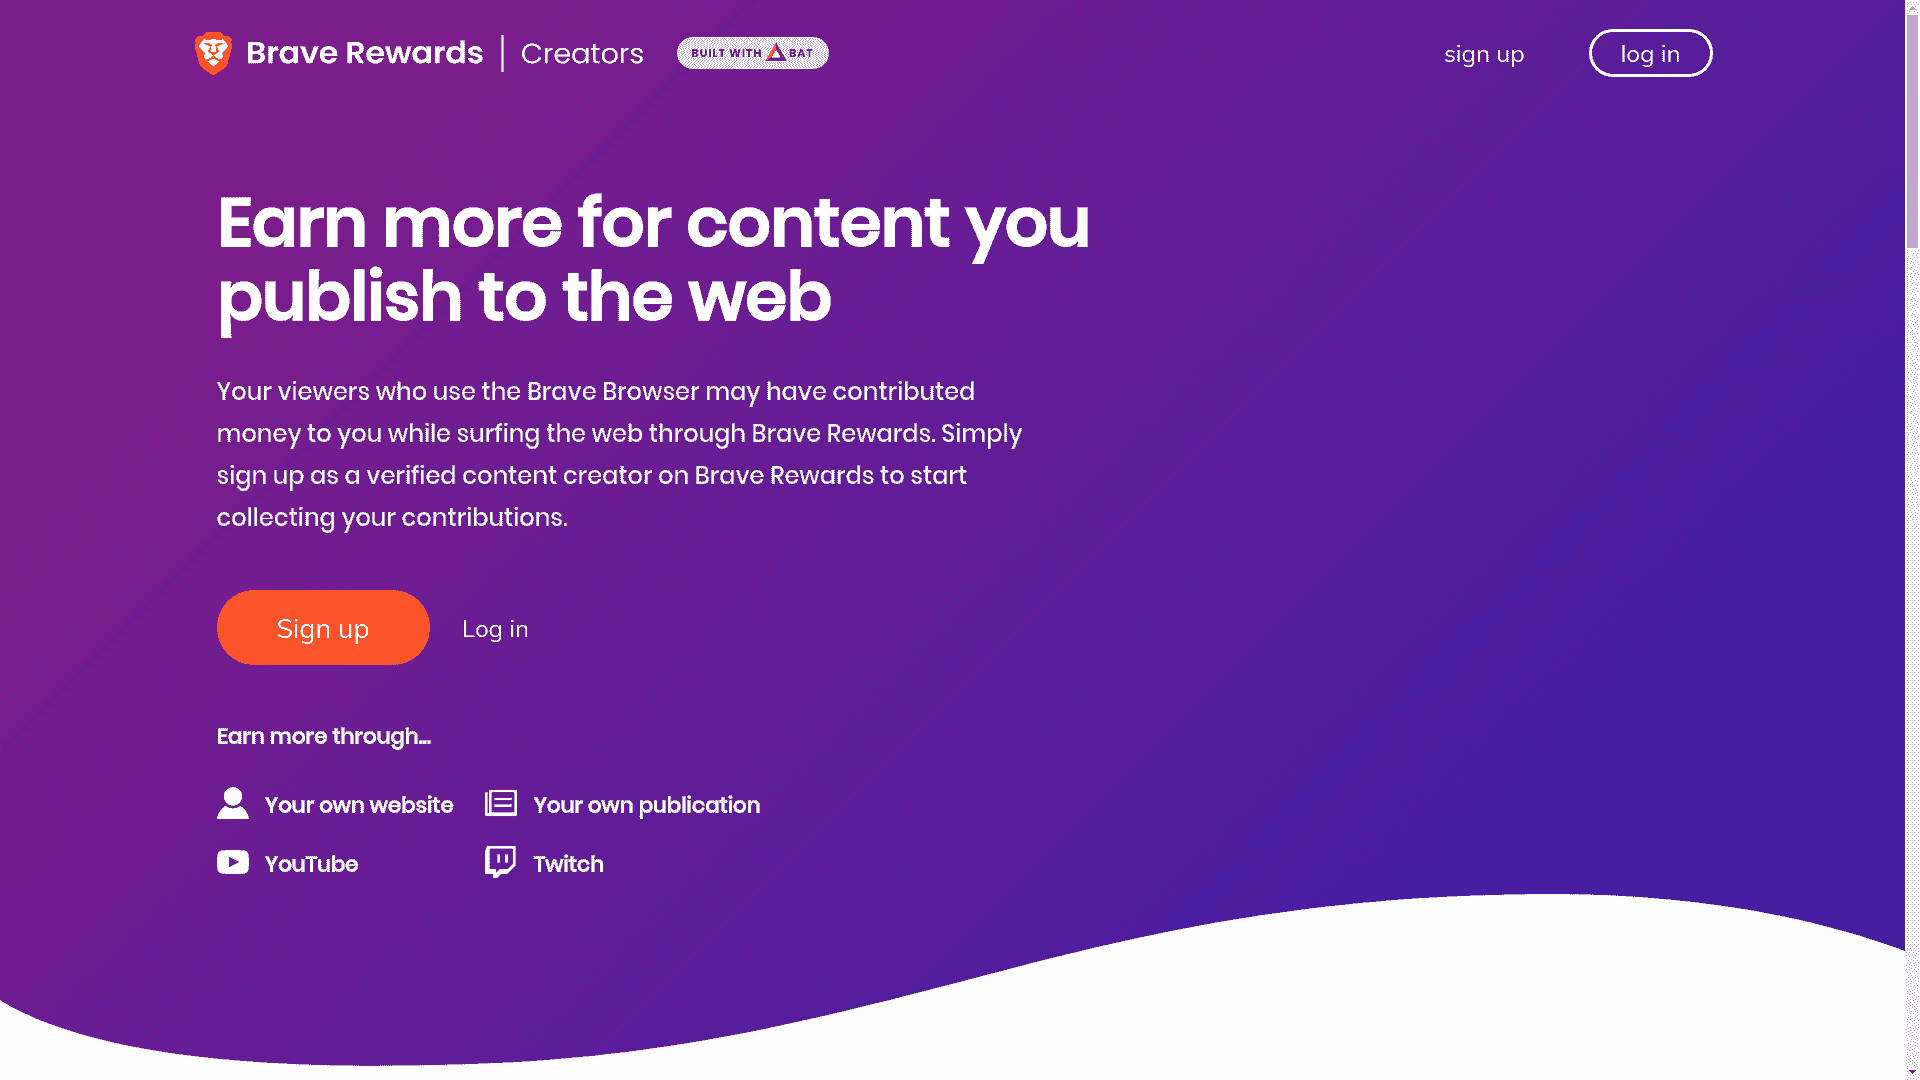 Brave Rewards | Creators
BUILT WITH BAT
sign up
log in
Earn more for content you
publish to the web
Your viewers who use the Brave Browser may have contributed
money to you while surfing the web through Brave Rewards. Simply
sign up as a verified content creator on Brave Rewards to start
collecting your contributions.
Sign up
Log in
Earn more through...
Your own website
Your own publication
YouTube
Twitch